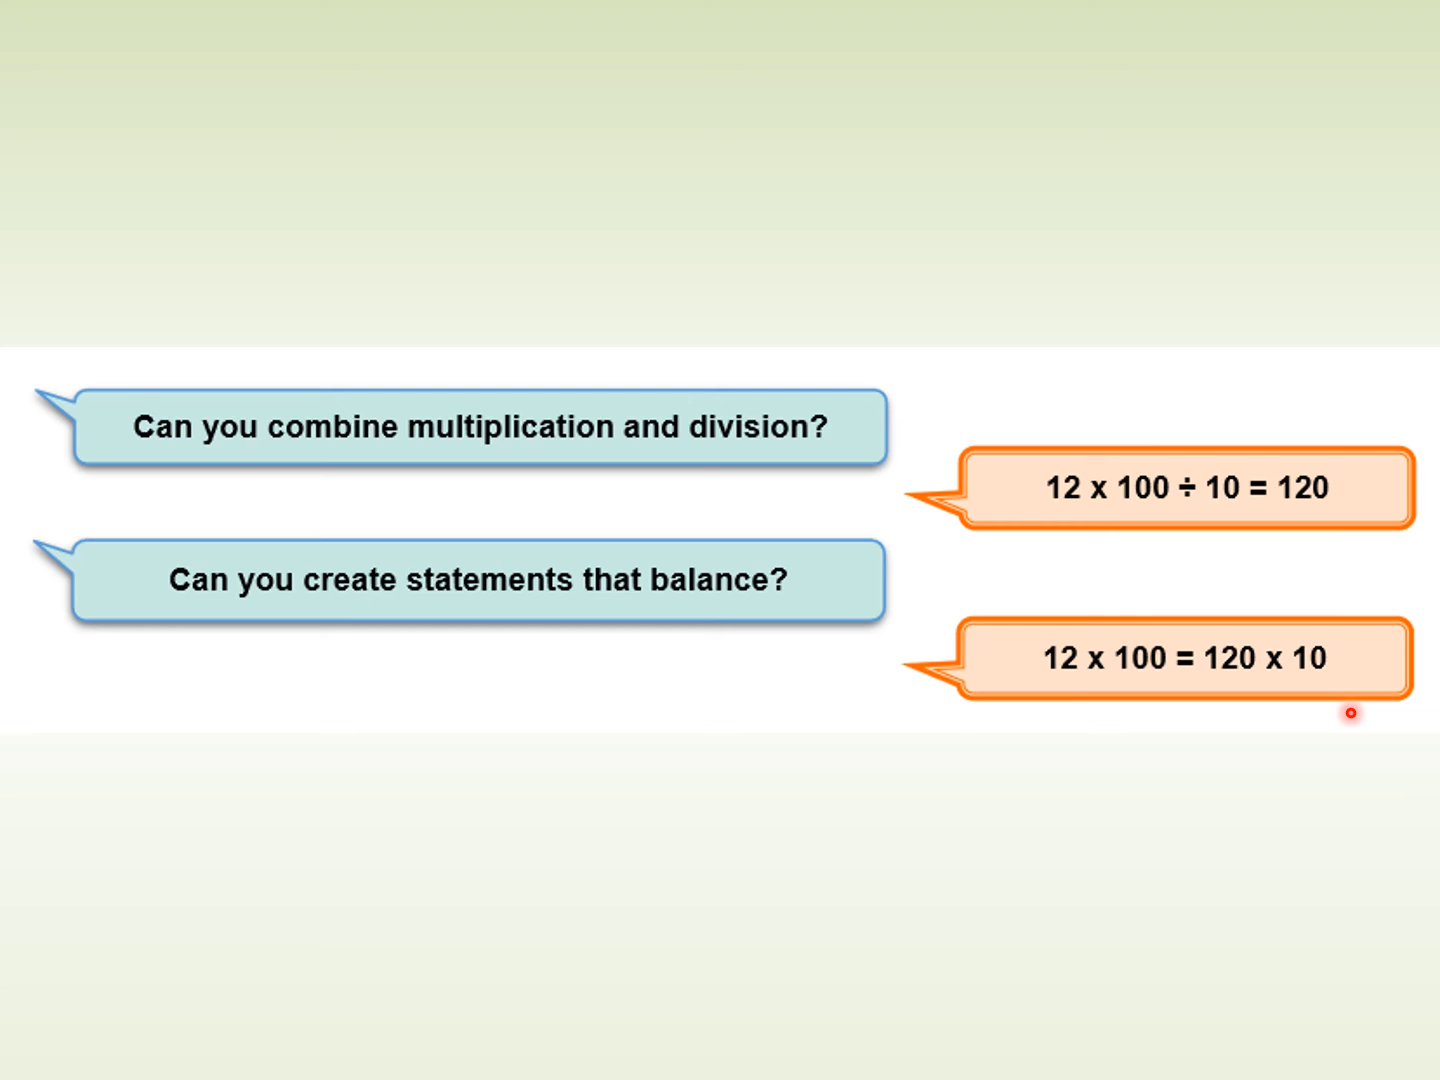 Can you combine multiplication and division?
12 x 100 ÷ 10 = 120
Can you create statements that balance?
12 x 100 = 120 x 10